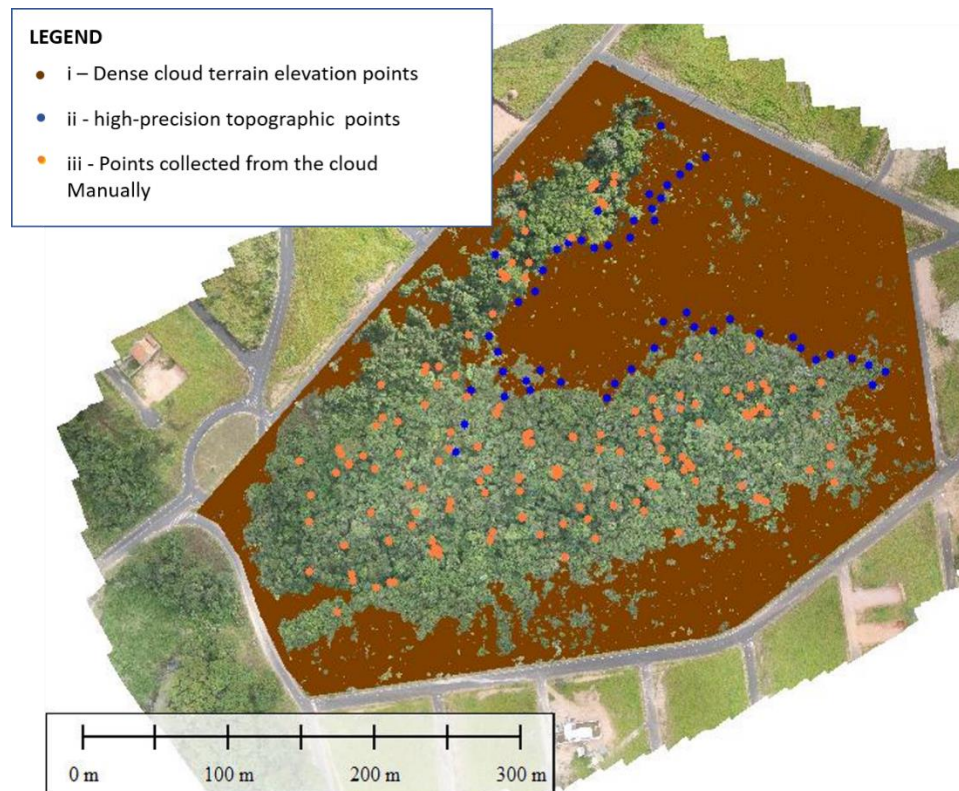 LEGEND
i – Dense cloud terrain elevation points
ii - high-precision topographic points
iii - Points collected from the cloud
Manually
0 m 100 m 200 m 300 m